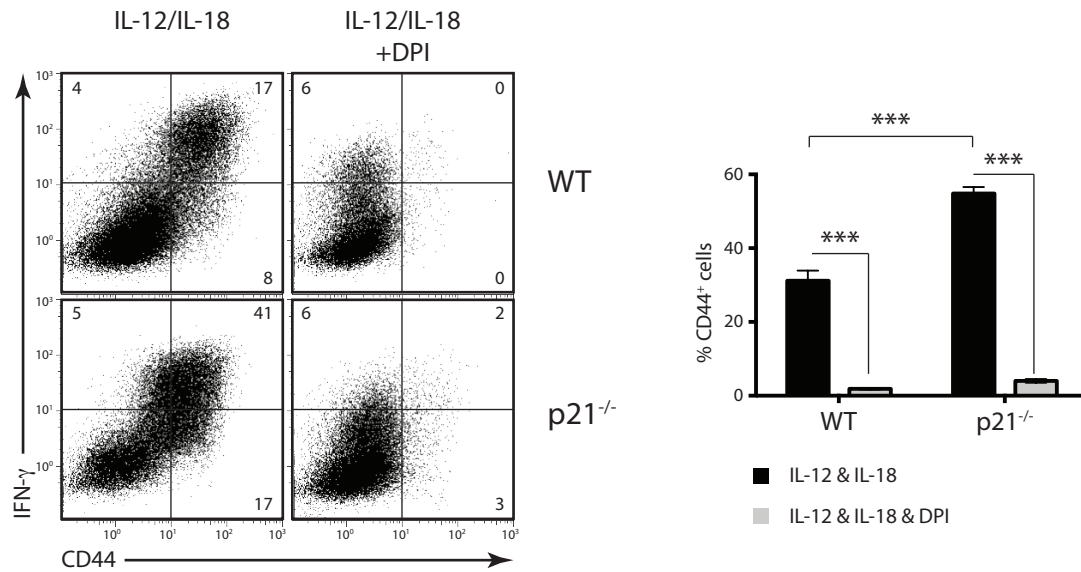 IL-12/IL-18
IL-12/IL-18
+DPI
10³
10²
10¹
10⁰
4
17
8
6
0
0
WT
10³
10²
10¹
10⁰
5
41
17
6
2
3
p21⁻/⁻
10⁰
10¹
10²
10³
10⁰
10¹
10²
10³
IFN-γ
CD44
***
***
***
60
40
20
0
% CD44⁺ cells
WT
p21⁻/⁻
IL-12 & IL-18
IL-12 & IL-18 & DPI